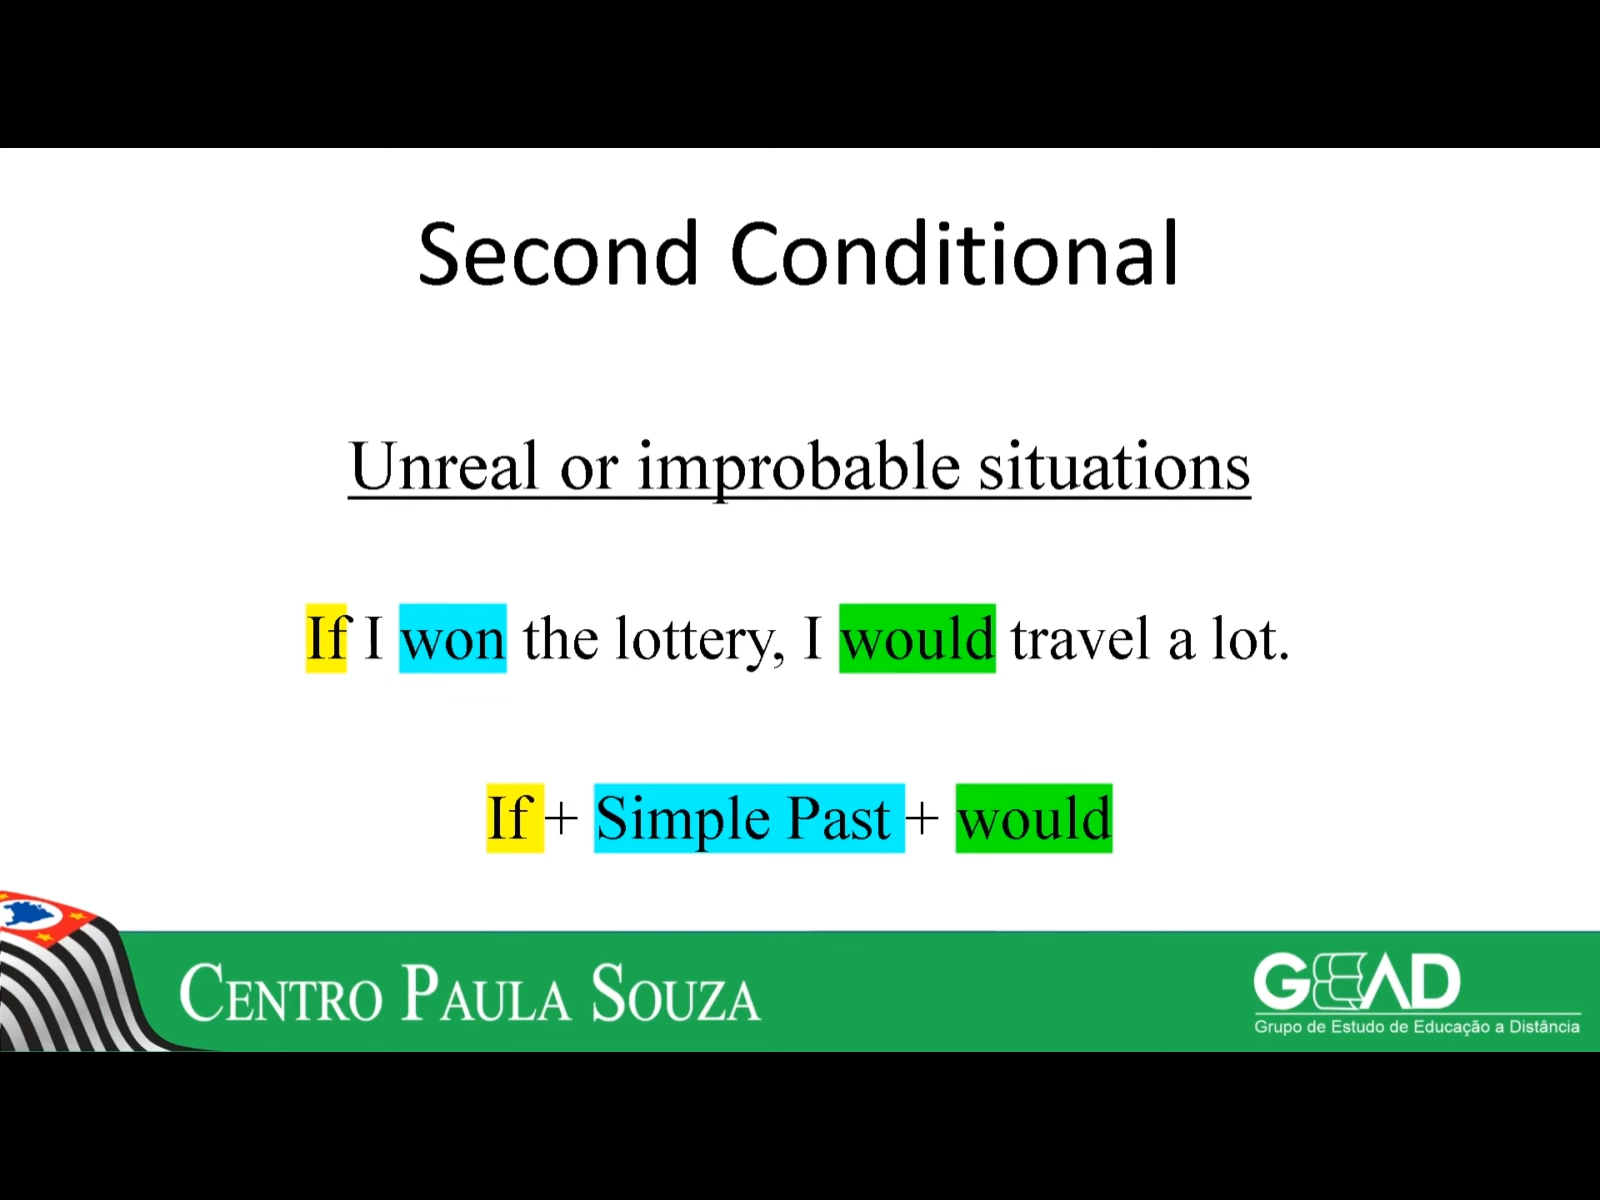 Second Conditional
Unreal or improbable situations
If I won the lottery, I would travel a lot.
If + Simple Past + would
CENTRO PAULA SOUZA
GEAD
Grupo de Estudo de Educação a Distância